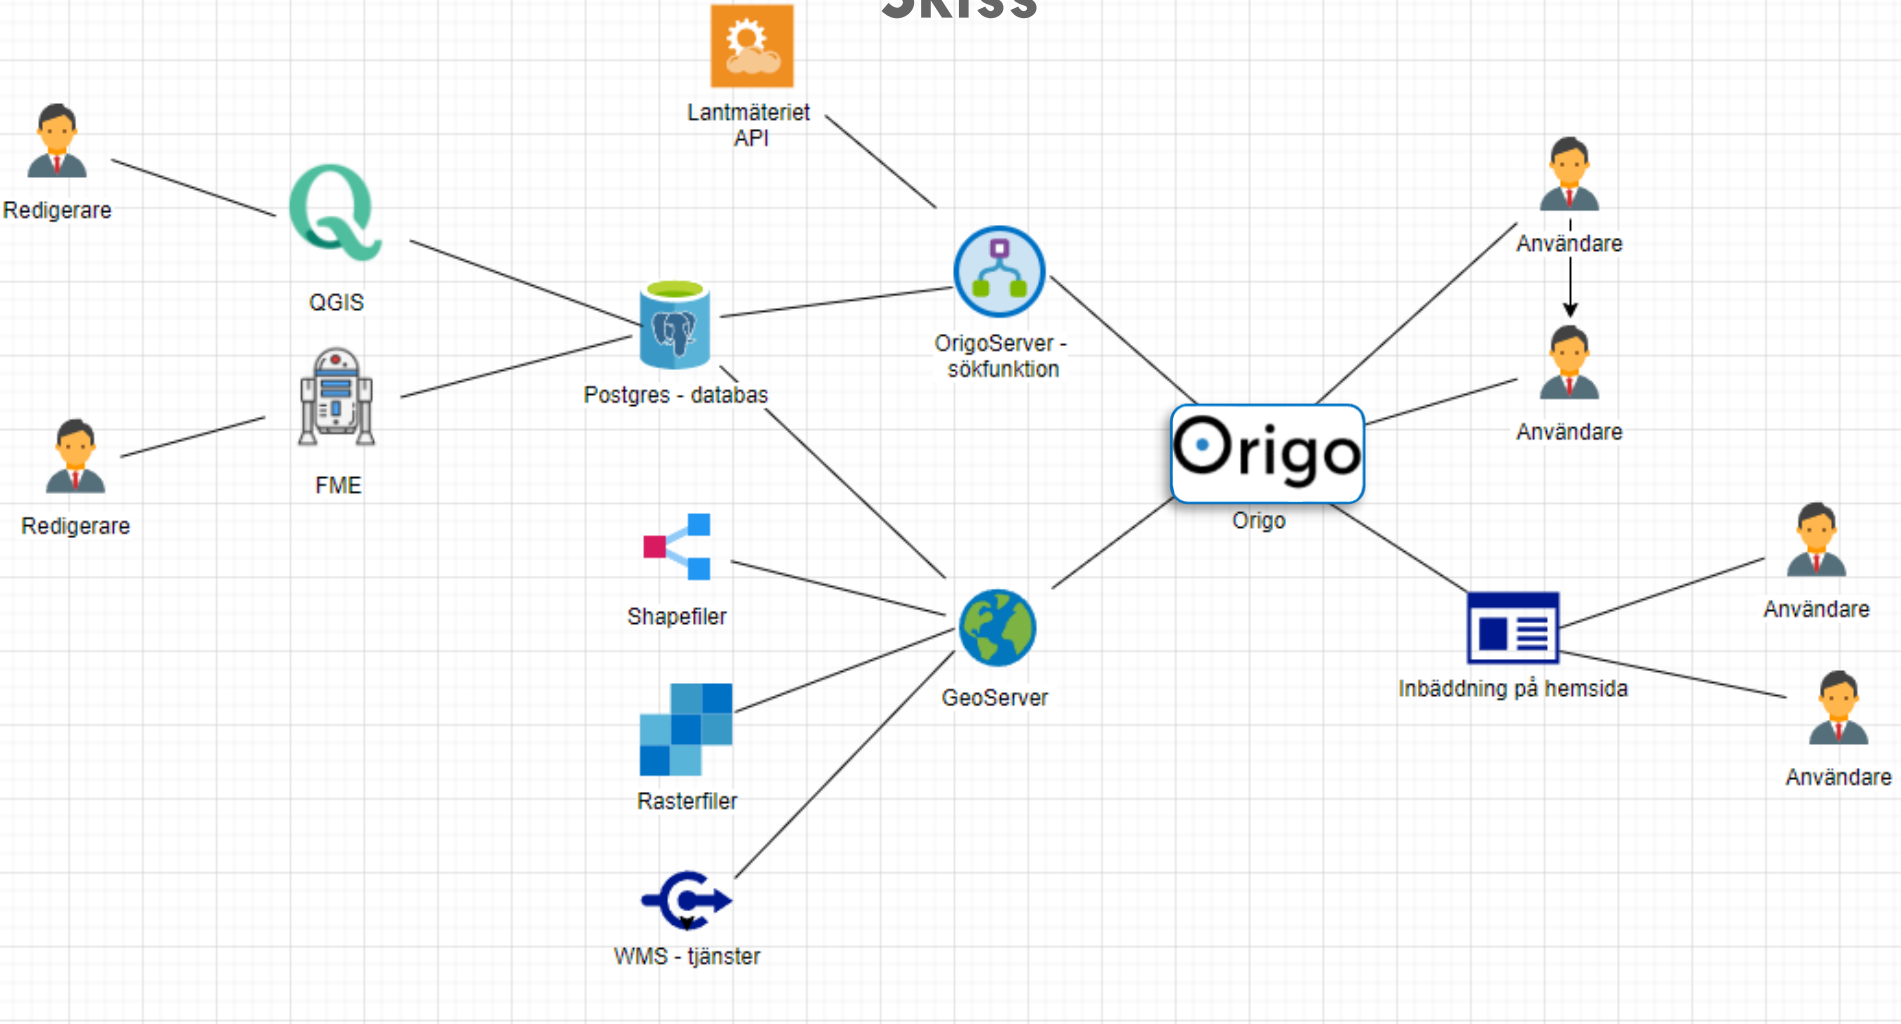 Skiss
Lantmäteriet
API
Redigerare
QGIS
Användare
OrigoServer -
sökfunktion
Postgres - databas
Användare
Origo
Origo
FME
Redigerare
Shapefiler
Användare
GeoServer
Inbäddning på hemsida
Användare
Rasterfiler
WMS - tjänster